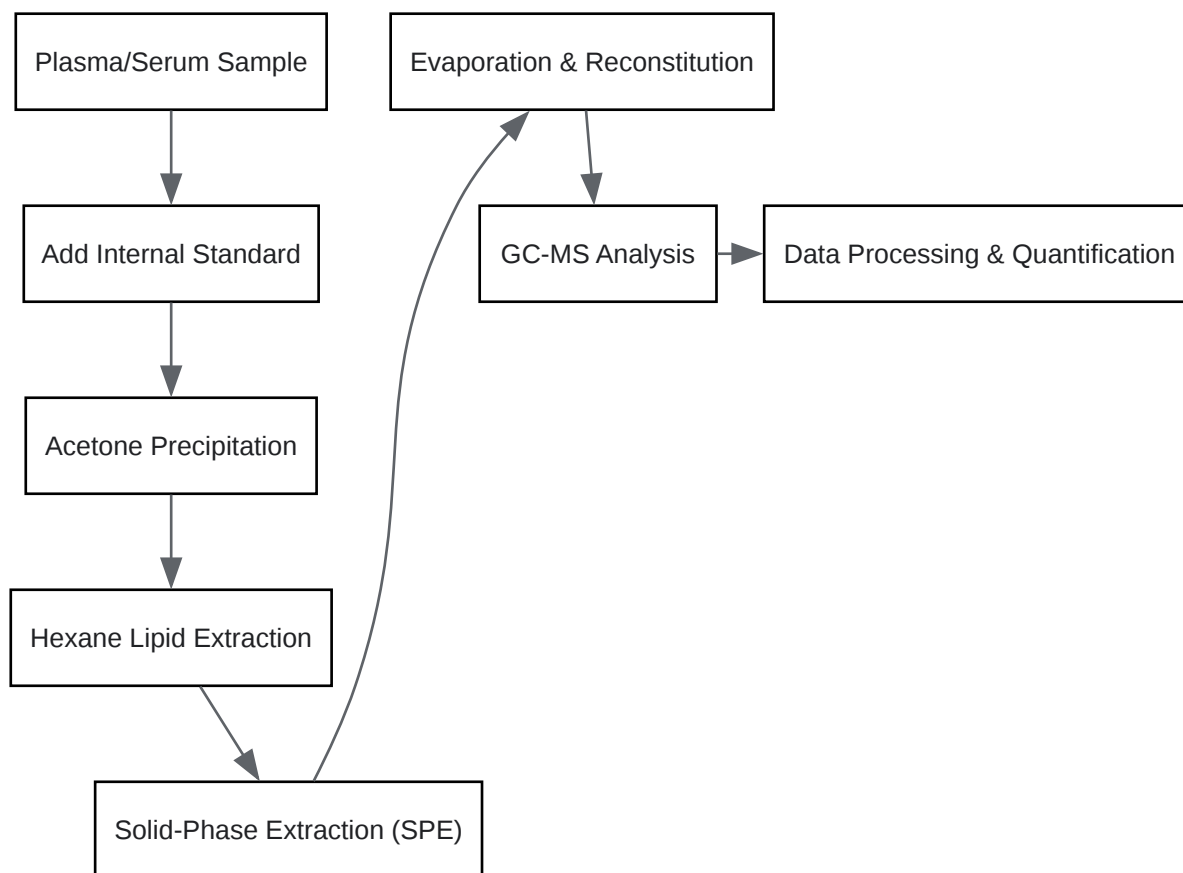 Plasma/Serum Sample
Add Internal Standard
Acetone Precipitation
Hexane Lipid Extraction
Solid-Phase Extraction (SPE)
Evaporation & Reconstitution
GC-MS Analysis
Data Processing & Quantification